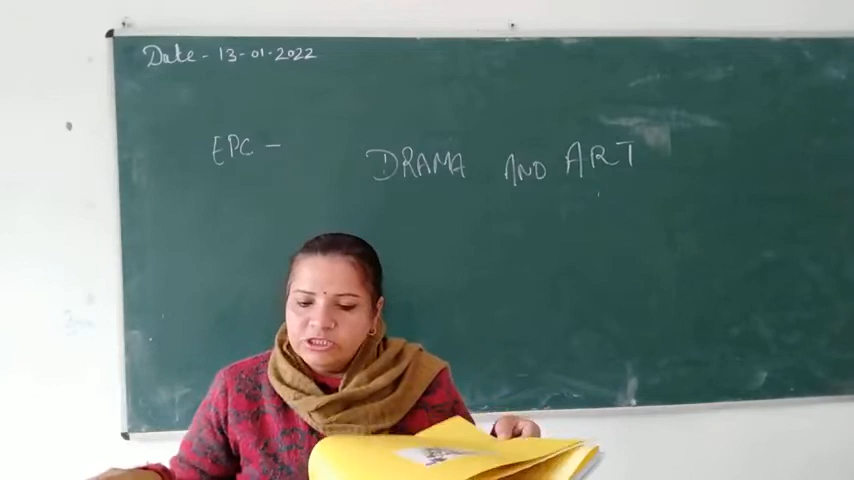 Date - 13-01-2022
EPC - DRAMA AND ART